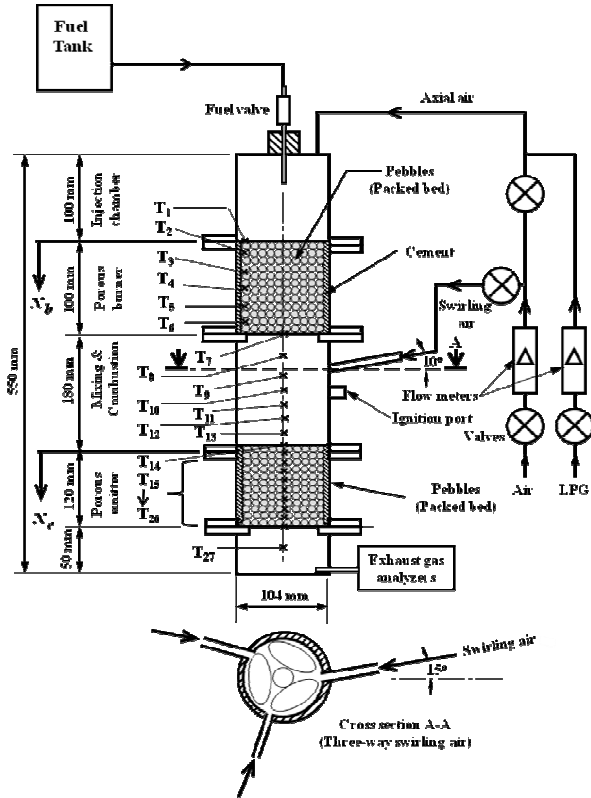 Fuel
Tank
Fuel valve
Axial air
Pebbles
(Packed bed)
T1
T2
T3
T4
T5
T6
Cement
Swirling
air
100 mm
Injection
chamber
100 mm
Porous
burner
xb
550 mm
180 mm
Mixing &
Combustion
T7
T8
T9
T10
T11
T12
T13
10°
A
Flow meters
Ignition port
Valves
Air
LPG
T14
T15
T26
120 mm
Porous
emitter
xe
Pebbles
(Packed bed)
50 mm
T27
Exhaust gas
analyzers
104 mm
Swirling air
15°
Cross section A-A
(Three-way swirling air)